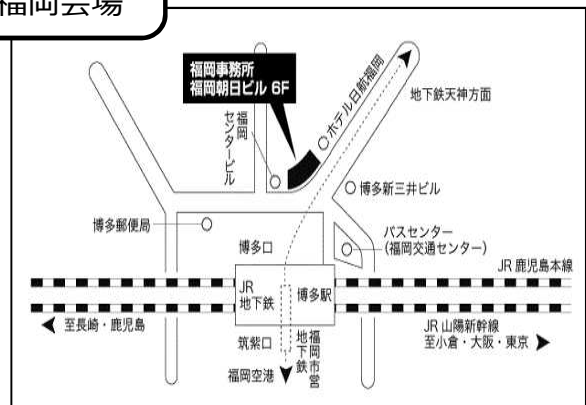 福岡会場
福岡事務所
福岡朝日ビル 6F
ホテル日航福岡
地下鉄天神方面
福岡
センタービル
博多新三井ビル
博多郵便局
博多口
バスセンター
(福岡交通センター)
JR 鹿児島本線
JR
地下鉄
博多駅
至長崎・鹿児島
筑紫口
福岡市営
地下鉄
福岡空港
JR 山陽新幹線
至小倉・大阪・東京